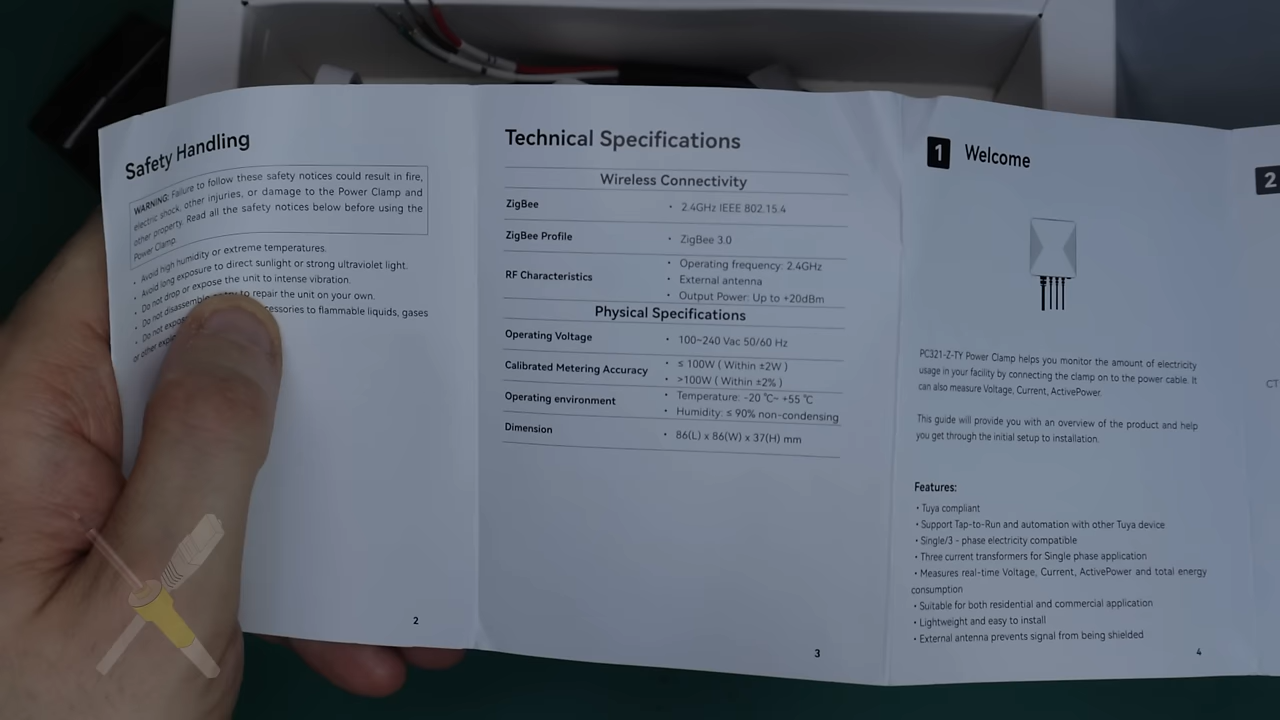 Safety Handling
WARNING: Failure to follow these safety notices could result in fire,
electric shock, other injuries, or damage to the Power Clamp and
other property. Read all the safety notices below before using the
Power Clamp.
• Avoid high humidity or extreme temperatures.
• Avoid long exposure to direct sunlight or strong ultraviolet light.
• Do not drop or expose the unit to intense vibration.
• Do not disassemble to repair the unit on your own.
• Do not expose to flammable liquids, gases
or other
2
Technical Specifications
Wireless Connectivity
ZigBee • 2.4GHz IEEE 802.15.4
ZigBee Profile • ZigBee 3.0
RF Characteristics • Operating frequency: 2.4GHz
• External antenna
• Output Power: Up to +20dBm
Physical Specifications
Operating Voltage • 100~240 Vac 50/60 Hz
Calibrated Metering Accuracy • ≤ 100W ( Within ±2W )
• >100W ( Within ±2% )
Operating environment • Temperature: -20 ℃~ +55 ℃
• Humidity: ≤ 90% non-condensing
Dimension • 86(L) x 86(W) x 37(H) mm
3
1 Welcome
PC321-Z-TY Power Clamp helps you monitor the amount of electricity
usage in your facility by connecting the clamp on to the power cable. It
can also measure Voltage, Current, ActivePower.
This guide will provide you with an overview of the product and help
you get through the initial setup to installation.
Features:
• Tuya compliant
• Support Tap-to-Run and automation with other Tuya device
• Single/3 - phase electricity compatible
• Three current transformers for Single phase application
• Measures real-time Voltage, Current, ActivePower and total energy
consumption
• Suitable for both residential and commercial application
• Lightweight and easy to install
• External antenna prevents signal from being shielded
4
2
CT